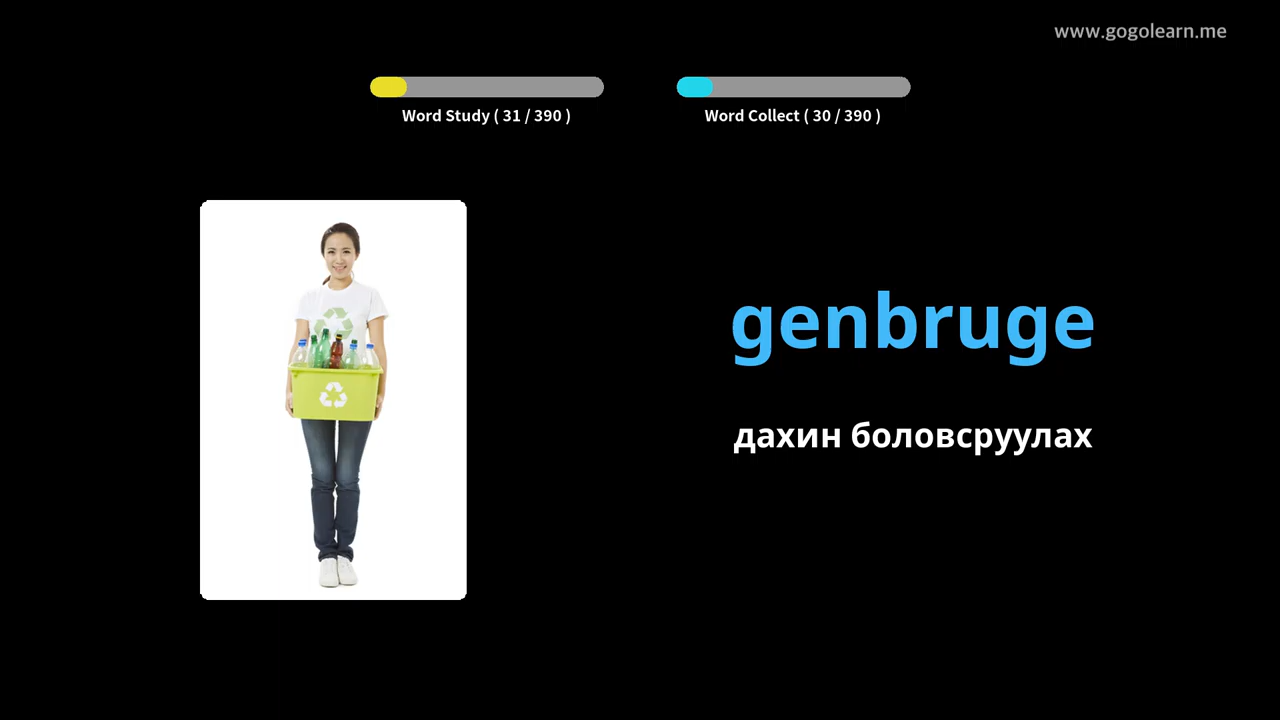 www.gogolearn.me
Word Study ( 31 / 390 )
Word Collect ( 30 / 390 )
genbruge
дахин боловсруулах